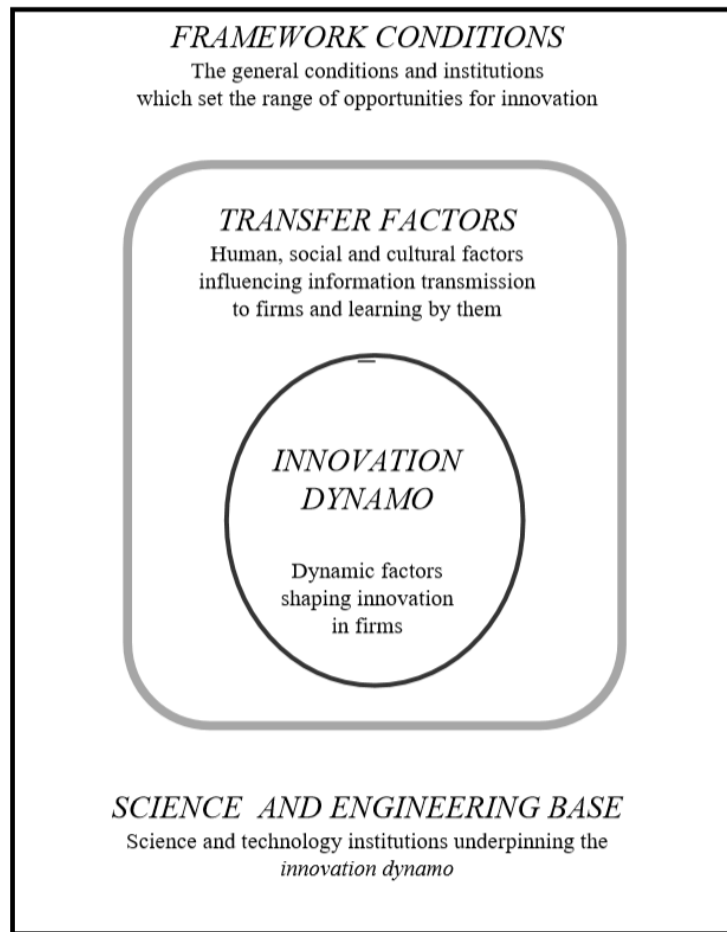 FRAMEWORK CONDITIONS
The general conditions and institutions
which set the range of opportunities for innovation
TRANSFER FACTORS
Human, social and cultural factors
influencing information transmission
to firms and learning by them
INNOVATION
DYNAMO
Dynamic factors
shaping innovation
in firms
SCIENCE AND ENGINEERING BASE
Science and technology institutions underpinning the
innovation dynamo